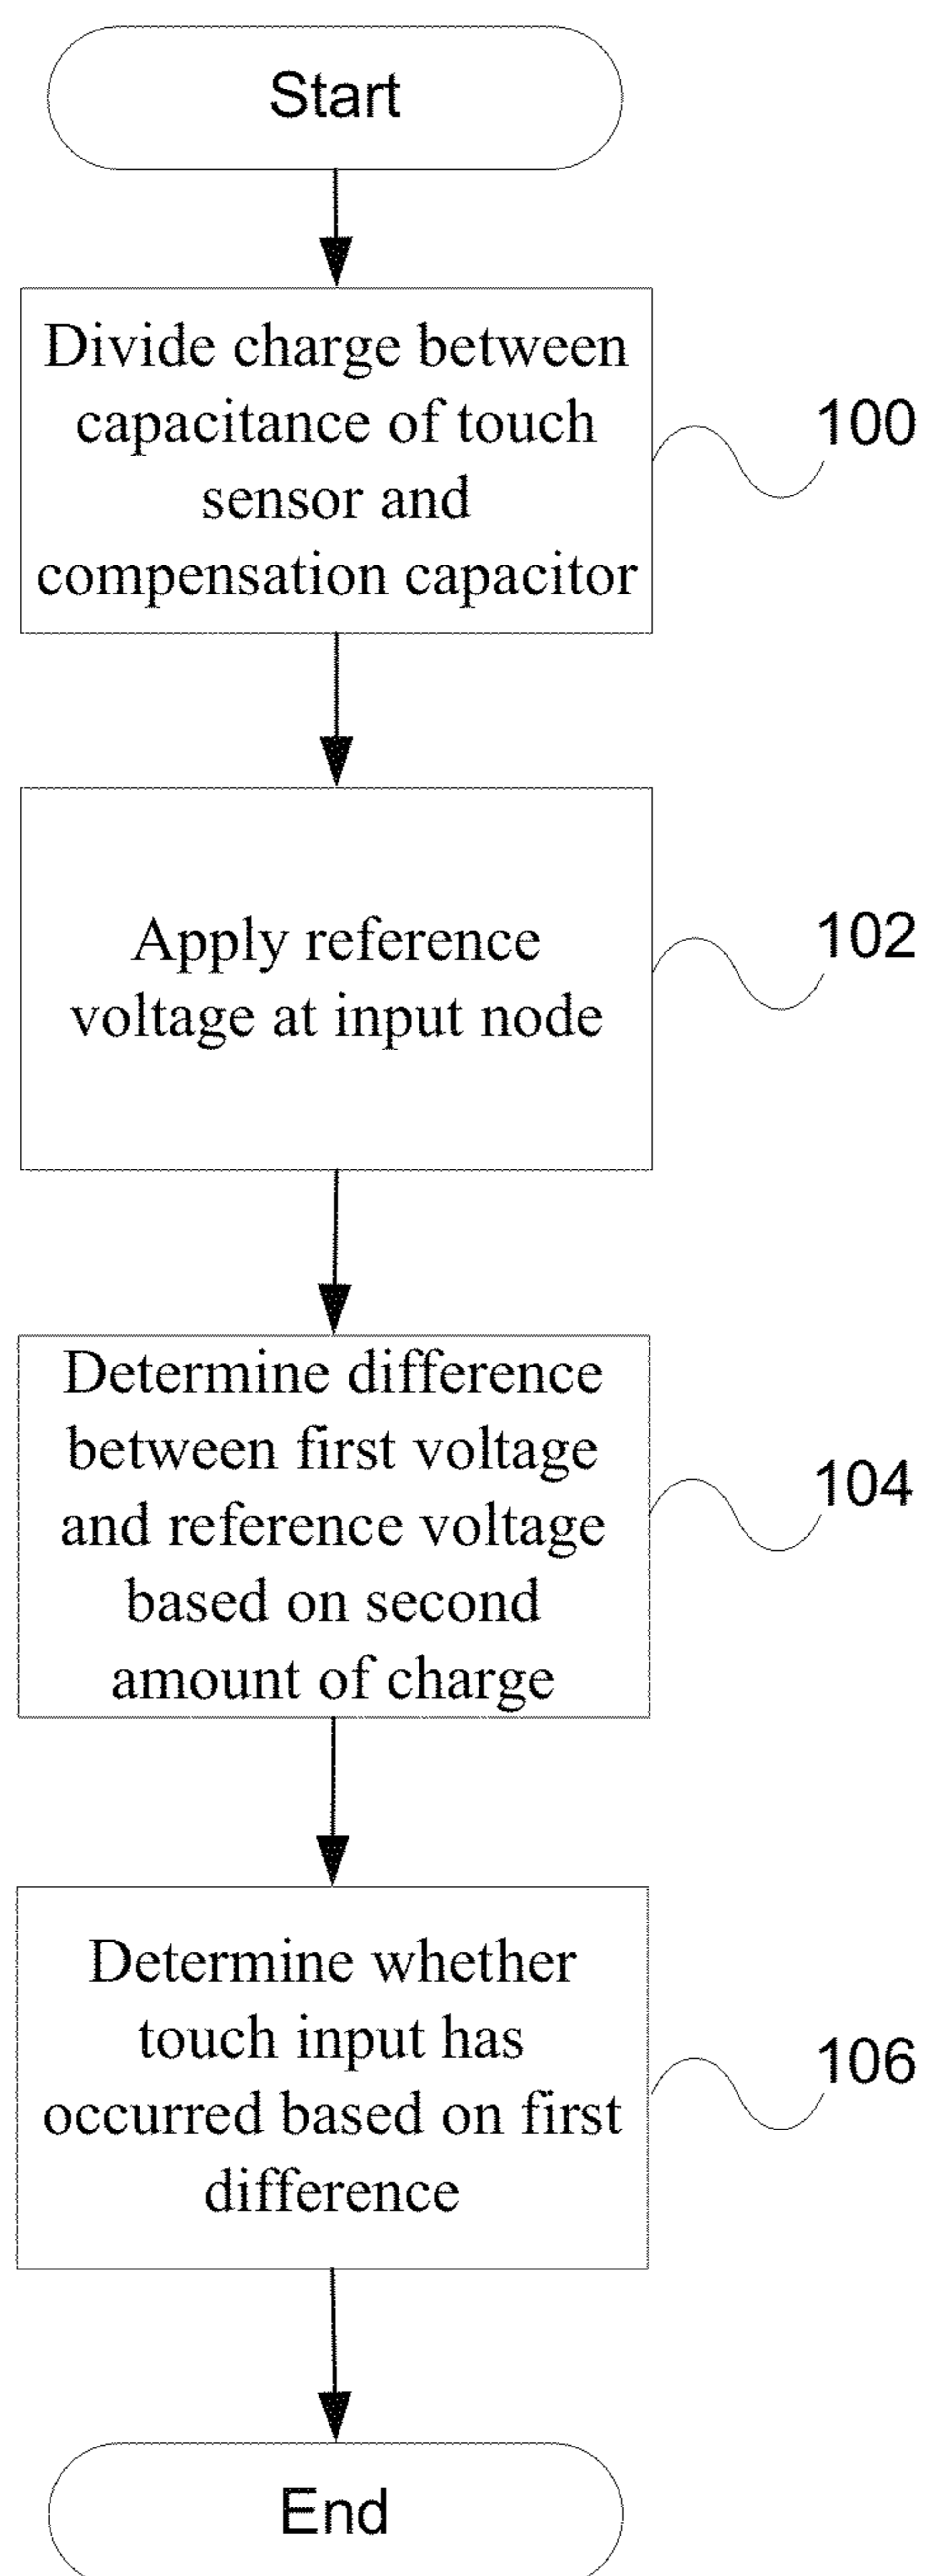 Start
Divide charge between
capacitance of touch
sensor and
compensation capacitor
100
Apply reference
voltage at input node
102
Determine difference
between first voltage
and reference voltage
based on second
amount of charge
104
Determine whether
touch input has
occurred based on first
difference
106
End